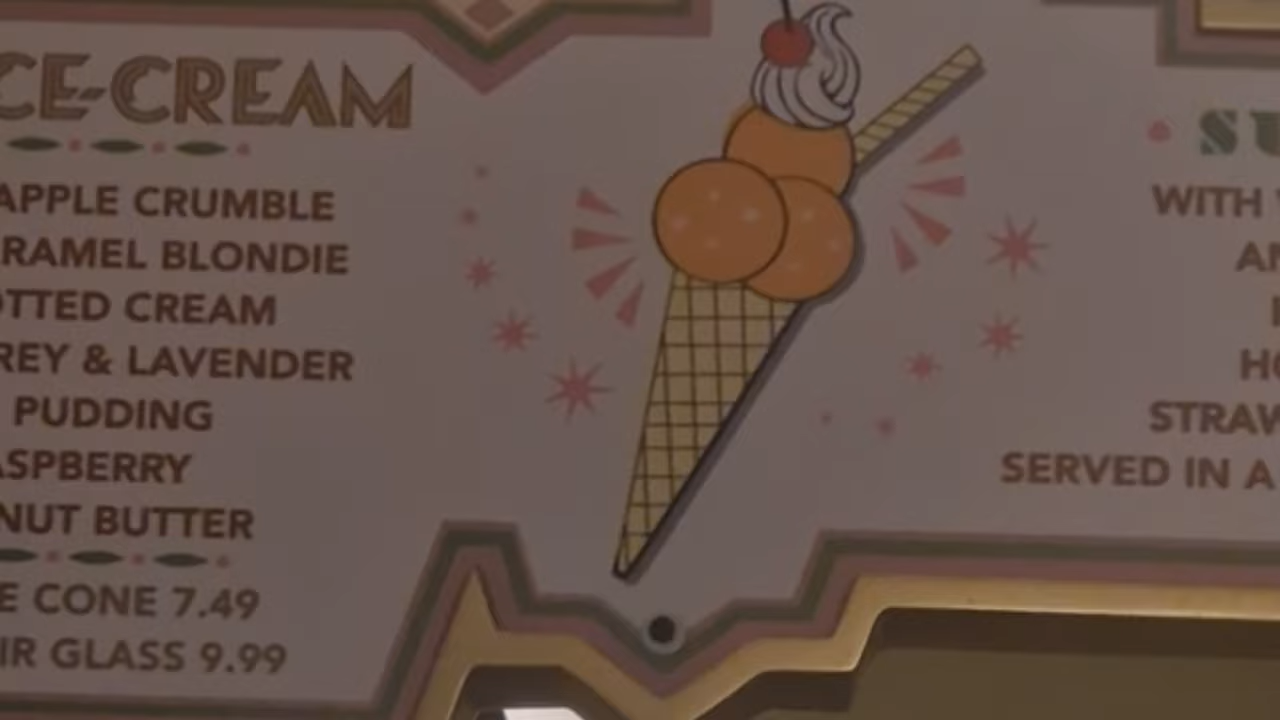 CE-CREAM
APPLE CRUMBLE
RAMEL BLONDIE
OTTED CREAM
REY & LAVENDER
PUDDING
ASPBERRY
NUT BUTTER
E CONE 7.49
IR GLASS 9.99
SU
WITH
AN
HO
STRAW
SERVED IN A